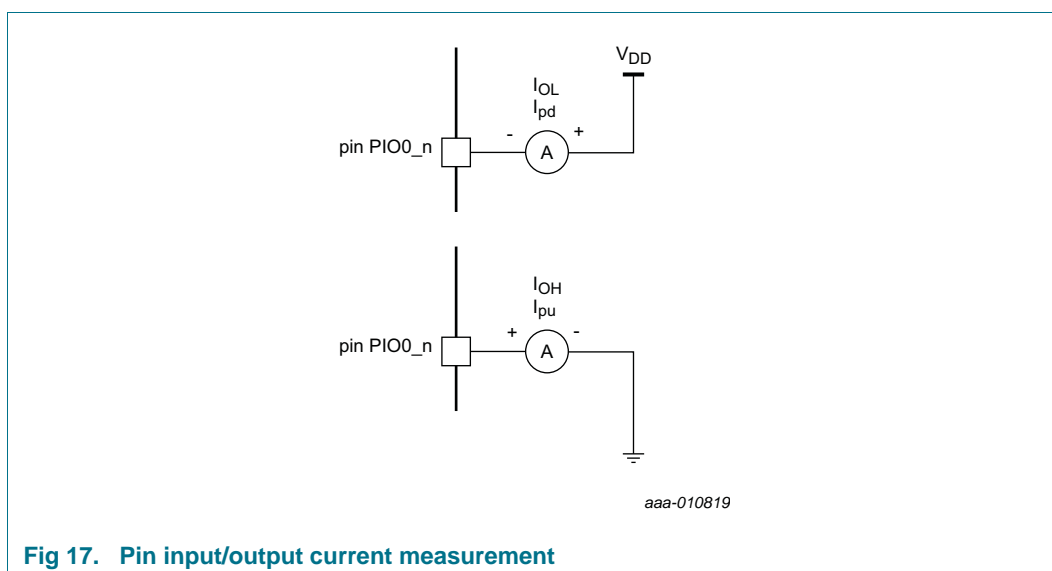 V_DD
I_OL
I_pd
- +
A
pin PIO0_n
I_OH
I_pu
+ -
A
pin PIO0_n
aaa-010819
Fig 17. Pin input/output current measurement